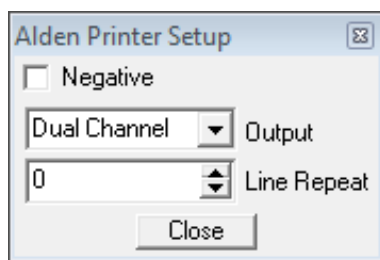 Alden Printer Setup
Negative
Dual Channel Output
0 Line Repeat
Close